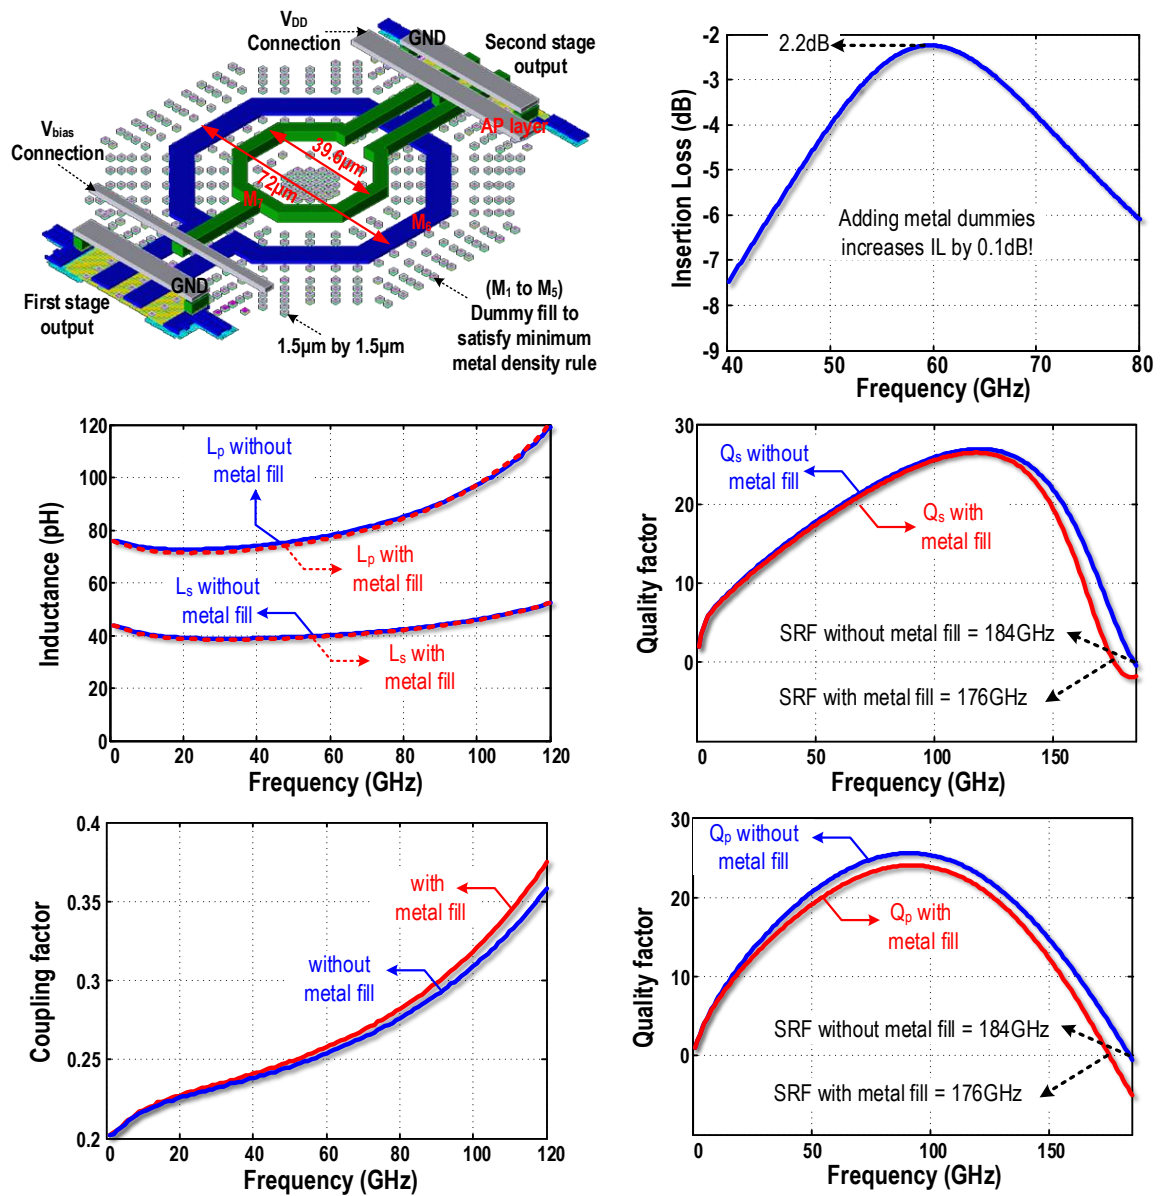 V_DD
Connection
GND
Second stage
output
AP layer
V_bias
Connection
39.6µm
72µm
M7
M6
GND
First stage
output
1.5µm by 1.5µm
(M1 to M5)
Dummy fill to
satisfy minimum
metal density rule
-2
-3
-4
-5
-6
-7
-8
-9
Insertion Loss (dB)
2.2dB
Adding metal dummies
increases IL by 0.1dB!
40 50 60 70 80
Frequency (GHz)
120
100
80
60
40
20
0
Inductance (pH)
Lp without
metal fill
Lp with
metal fill
Ls without
metal fill
Ls with
metal fill
0 20 40 60 80 100 120
Frequency (GHz)
30
20
10
0
Quality factor
Qs without
metal fill
Qs with
metal fill
SRF without metal fill = 184GHz
SRF with metal fill = 176GHz
0 50 100 150
Frequency (GHz)
0.4
0.35
0.3
0.25
0.2
Coupling factor
with
metal fill
without
metal fill
0 20 40 60 80 100 120
Frequency (GHz)
30
20
10
0
Quality factor
Qp without
metal fill
Qp with
metal fill
SRF without metal fill = 184GHz
SRF with metal fill = 176GHz
0 50 100 150
Frequency (GHz)